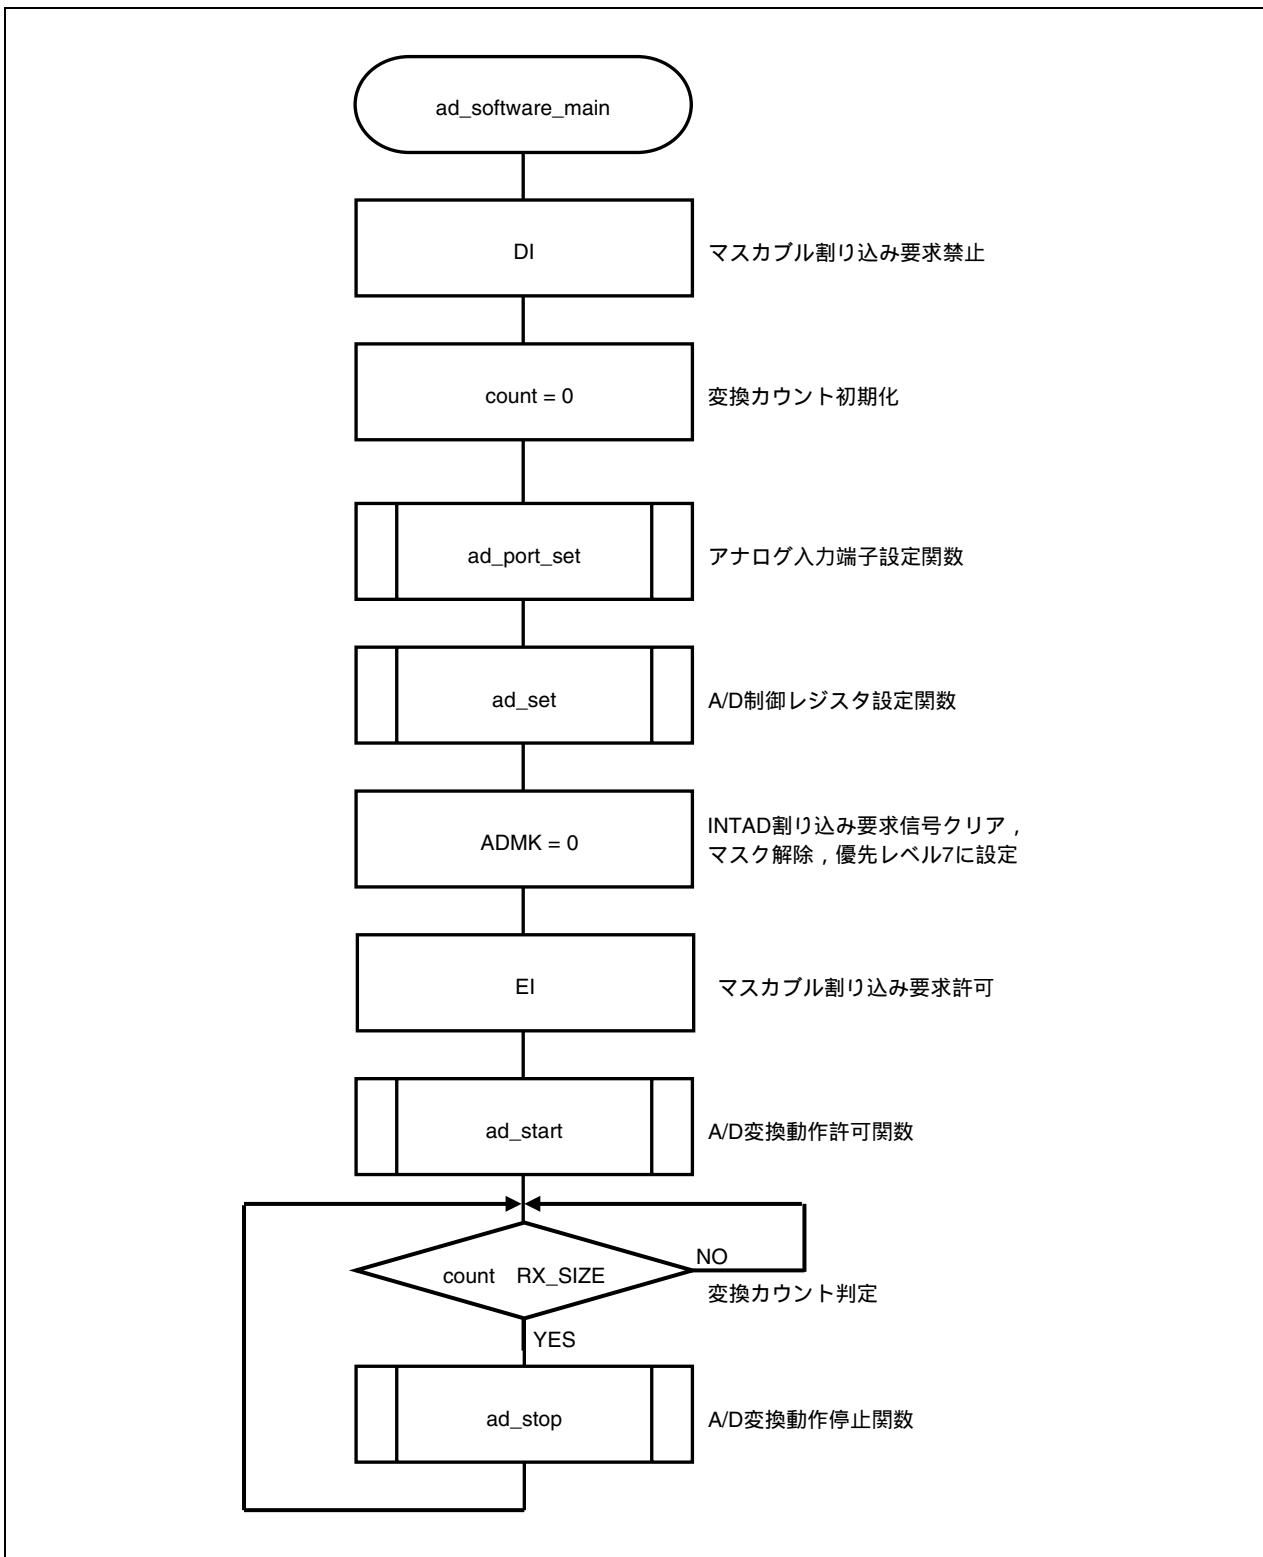 ad_software_main
DI
マスカブル割り込み要求禁止
count = 0
変換カウント初期化
ad_port_set
アナログ入力端子設定関数
ad_set
A/D制御レジスタ設定関数
ADMK = 0
INTAD割り込み要求信号クリア，
マスク解除，優先レベル7に設定
EI
マスカブル割り込み要求許可
ad_start
A/D変換動作許可関数
count RX_SIZE
NO
変換カウント判定
YES
ad_stop
A/D変換動作停止関数